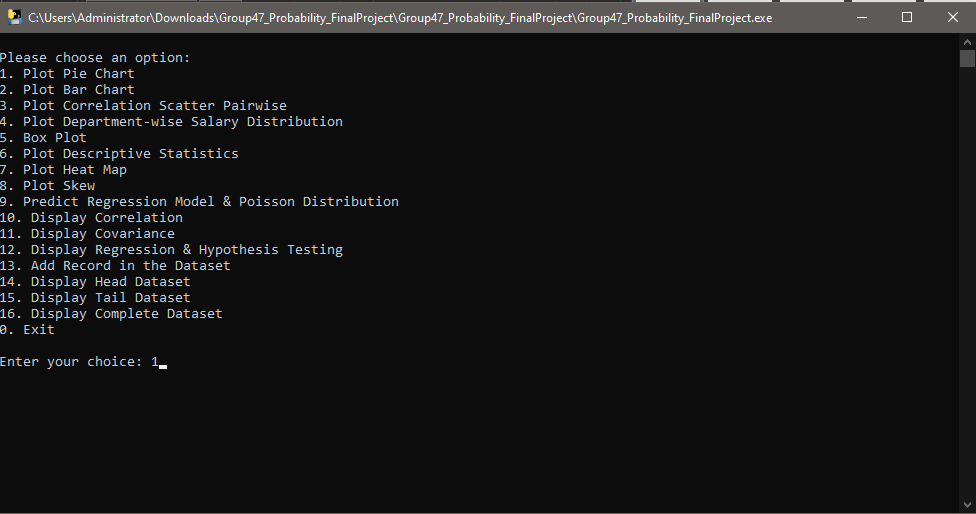 C:\Users\Administrator\Downloads\Group47_Probability_FinalProject\Group47_Probability_FinalProject\Group47_Probability_FinalProject.exe
Please choose an option:
1. Plot Pie Chart
2. Plot Bar Chart
3. Plot Correlation Scatter Pairwise
4. Plot Department-wise Salary Distribution
5. Box Plot
6. Plot Descriptive Statistics
7. Plot Heat Map
8. Plot Skew
9. Predict Regression Model & Poisson Distribution
10. Display Correlation
11. Display Covariance
12. Display Regression & Hypothesis Testing
13. Add Record in the Dataset
14. Display Head Dataset
15. Display Tail Dataset
16. Display Complete Dataset
0. Exit
Enter your choice: 1